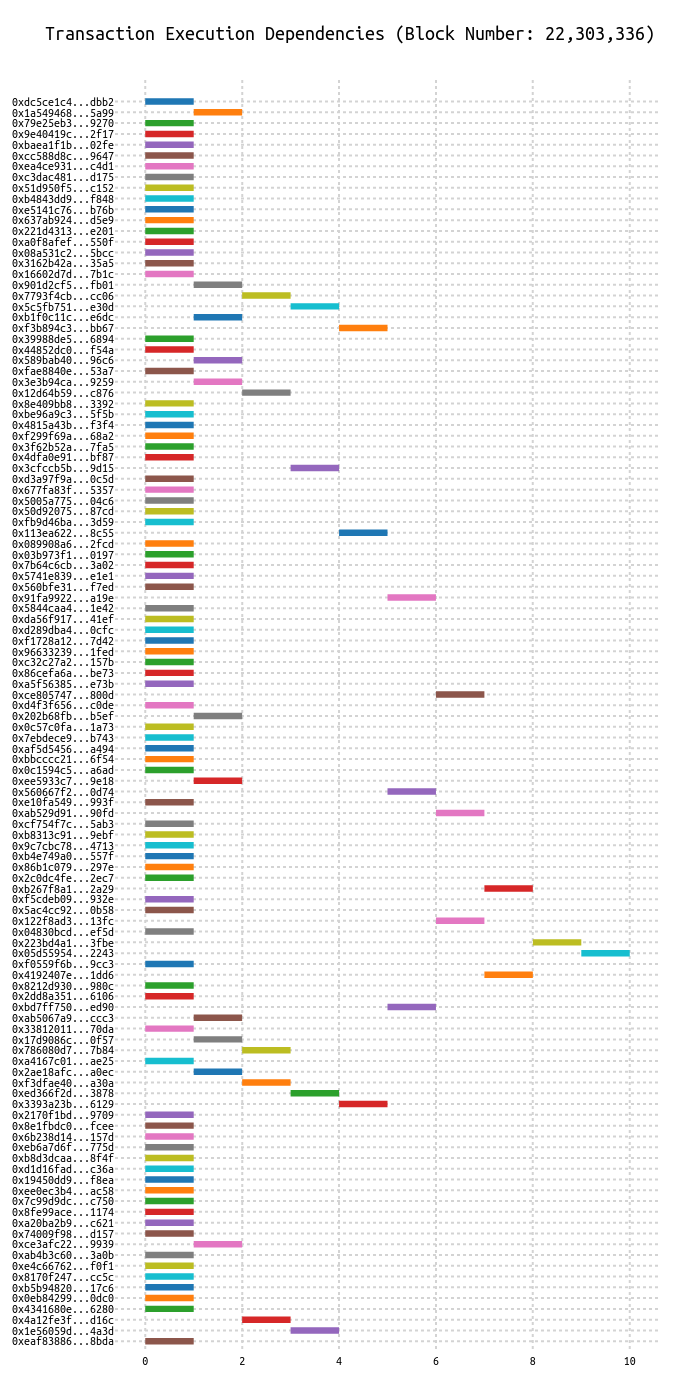 Transaction Execution Dependencies (Block Number: 22,303,336)
0xdc5ce1c4...dbb2
0x1a549468...5a99
0x79e25eb3...9270
0x9e40419c...2f17
0xbaea1f1b...02fe
0xcc588d8c...9647
0xea4ce931...c4d1
0xc3dac481...d175
0x51d950f5...c152
0xb4843dd9...f848
0xe5141c76...b76b
0x637ab924...d5e9
0x221d4313...e201
0xa0f8afef...550f
0x08a531c2...5bcc
0x3162b42a...35a5
0x16602d7d...7b1c
0x901d2cf5...fb01
0x7793f4cb...cc06
0x5c5fb751...e30d
0xb1f0c11c...e6dc
0xf3b894c3...bb67
0x39988de5...6894
0x44852dc0...f54a
0x589bab40...96c6
0xfae8840e...53a7
0x3e3b94ca...9259
0x12d64b59...c876
0x8e409bb8...3392
0xbe96a9c3...5f5b
0x4815a43b...f3f4
0xf299f69a...68a2
0x3f62b52a...7fa5
0x4dfa0e91...bf87
0x3cfccb5b...9d15
0xd3a97f9a...0c5d
0x677fa83f...5357
0x5005a775...04c6
0x50d92075...87cd
0xfb9d46ba...3d59
0x113ea622...8c55
0x089908a6...2fcd
0x03b973f1...0197
0x7b64c6cb...3a02
0x5741e839...e1e1
0x560bfe31...f7ed
0x91fa9922...a19e
0x5844caa4...1e42
0xda56f917...41ef
0xd289dba4...0cfc
0xf1728a12...7d42
0x96633239...1fed
0xc32c27a2...157b
0x86cefa6a...be73
0xa5f56385...e73b
0xce805747...800d
0xd4f3f656...c0de
0x202b68fb...b5ef
0x0c57c0fa...1a73
0x7ebdece9...b743
0xaf5d5456...a494
0xbbcccc21...6f54
0x0c1594c5...a6ad
0xee5933c7...9e18
0x560667f2...0d74
0xe10fa549...993f
0xab529d91...90fd
0xcf754f7c...5ab3
0xb8313c91...9ebf
0x9c7cbc78...4713
0xb4e749a0...557f
0x86b1c079...297e
0x2c0dc4fe...2ec7
0xb267f8a1...2a29
0xf5cdeb09...932e
0x5ac4cc92...0b58
0x122f8ad3...13fc
0x04830bcd...ef5d
0x223bd4a1...3fbe
0x05d55954...2243
0xf0559f6b...9cc3
0x4192407e...1dd6
0x8212d930...980c
0x2dd8a351...6106
0xbd7ff750...ed90
0xab5067a9...ccc3
0x33812011...70da
0x17d9086c...0f57
0x786080d7...7b84
0xa4167c01...ae25
0x2ae18afc...a0ec
0xf3dfae40...a30a
0xed366f2d...3878
0x3393a23b...6129
0x2170f1bd...9709
0x8e1fbdc0...fcee
0x6b238d14...157d
0xeb6a7d6f...775d
0xb8d3dcaa...8f4f
0xd1d16fad...c36a
0x19450dd9...f8ea
0xee0ec3b4...ac58
0x7c99d9dc...c750
0x8fe99ace...1174
0xa20ba2b9...c621
0x74009f98...d157
0xce3afc22...9939
0xab4b3c60...3a0b
0xe4c66762...f0f1
0x8170f247...cc5c
0xb5b94820...17c6
0x0eb84299...0dc0
0x4341680e...6280
0x4a12fe3f...d16c
0x1e56059d...4a3d
0xeaf83886...8bda
0 2 4 6 8 10